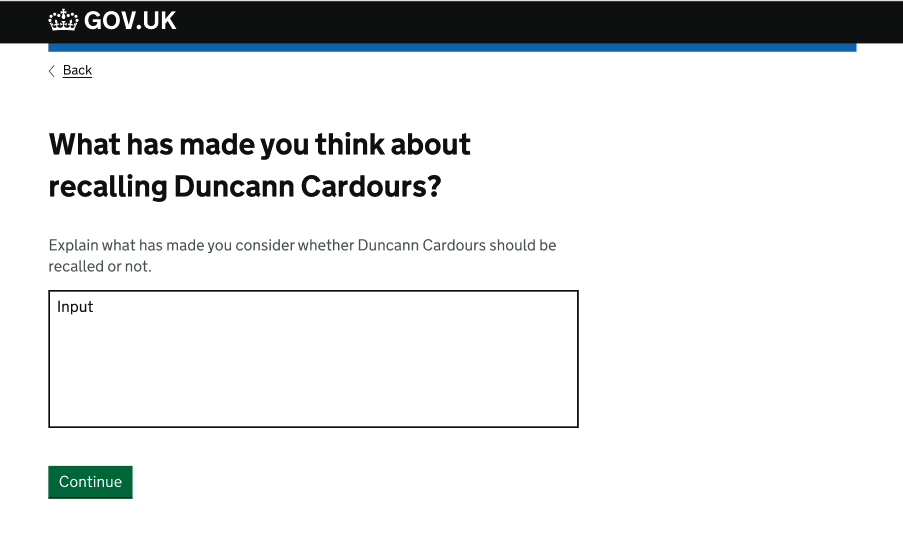 GOV.UK
Back
What has made you think about
recalling Duncann Cardours?
Explain what has made you consider whether Duncann Cardours should be
recalled or not.
Input
Continue